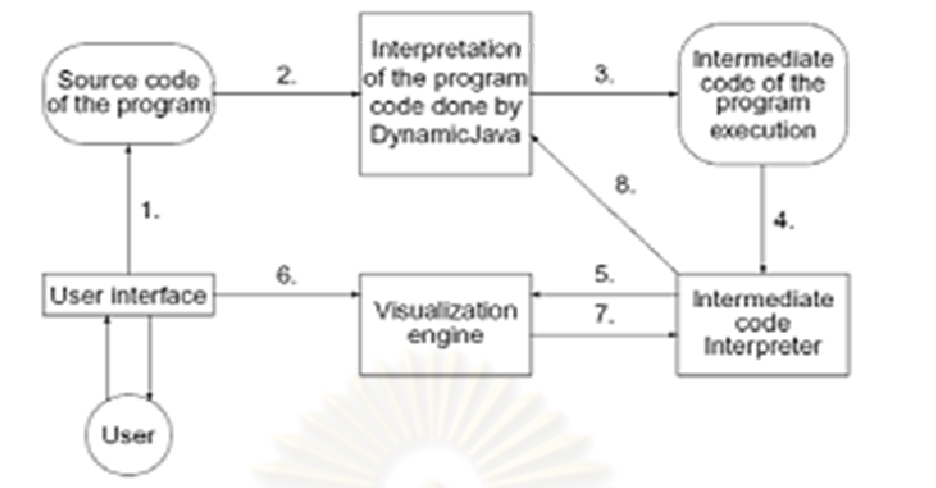 Source code
of the program
2.
Interpretation
of the program
code done by
DynamicJava
3.
Intermediate
code of the
program
execution
1.
8.
4.
User interface
6.
Visualization
engine
5.
7.
Intermediate
code
Interpreter
User